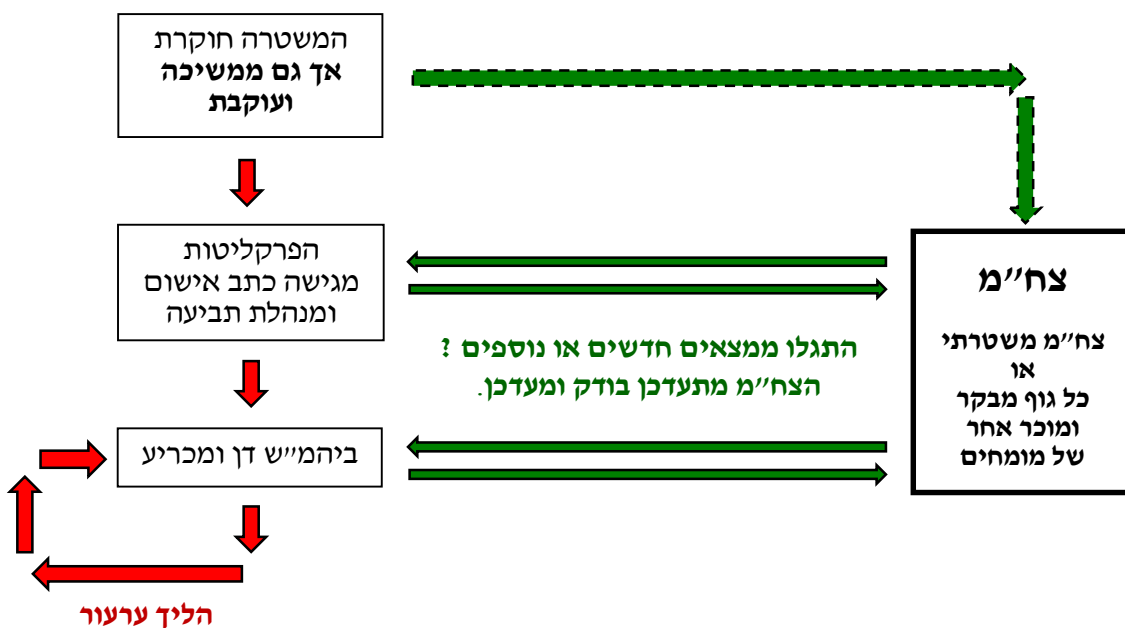 המשטרה חוקרת
אך גם ממשיכה
ועוקבת
הפרקליטות
מגישה כתב אישום
ומנהלת תביעה
צח״מ
צח״מ משטרתי
או
כל גוף מבקר
ומוכר אחר
של מומחים
התגלו ממצאים חדשים או נוספים ?
הצח״מ מתעדכן בודק ומעדכן.
ביהמ״ש דן ומכריע
הליך ערעור